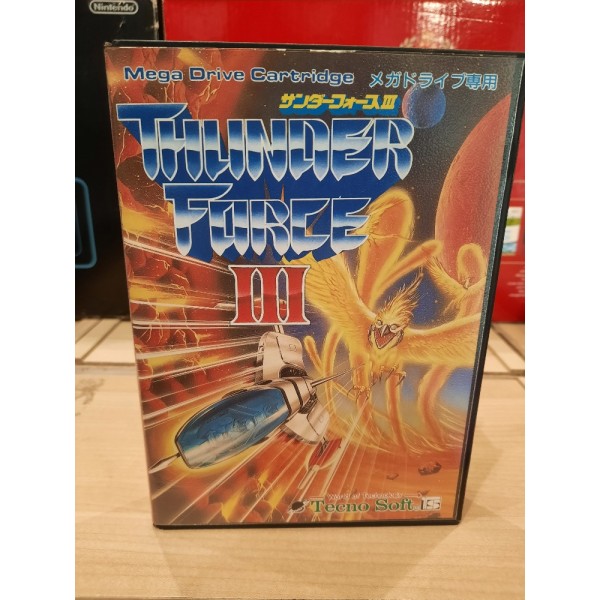 Nintendo
Mega Drive Cartridge メガドライブ専用
サンダーフォースIII
THUNDER
FORCE
III
Tecno Soft